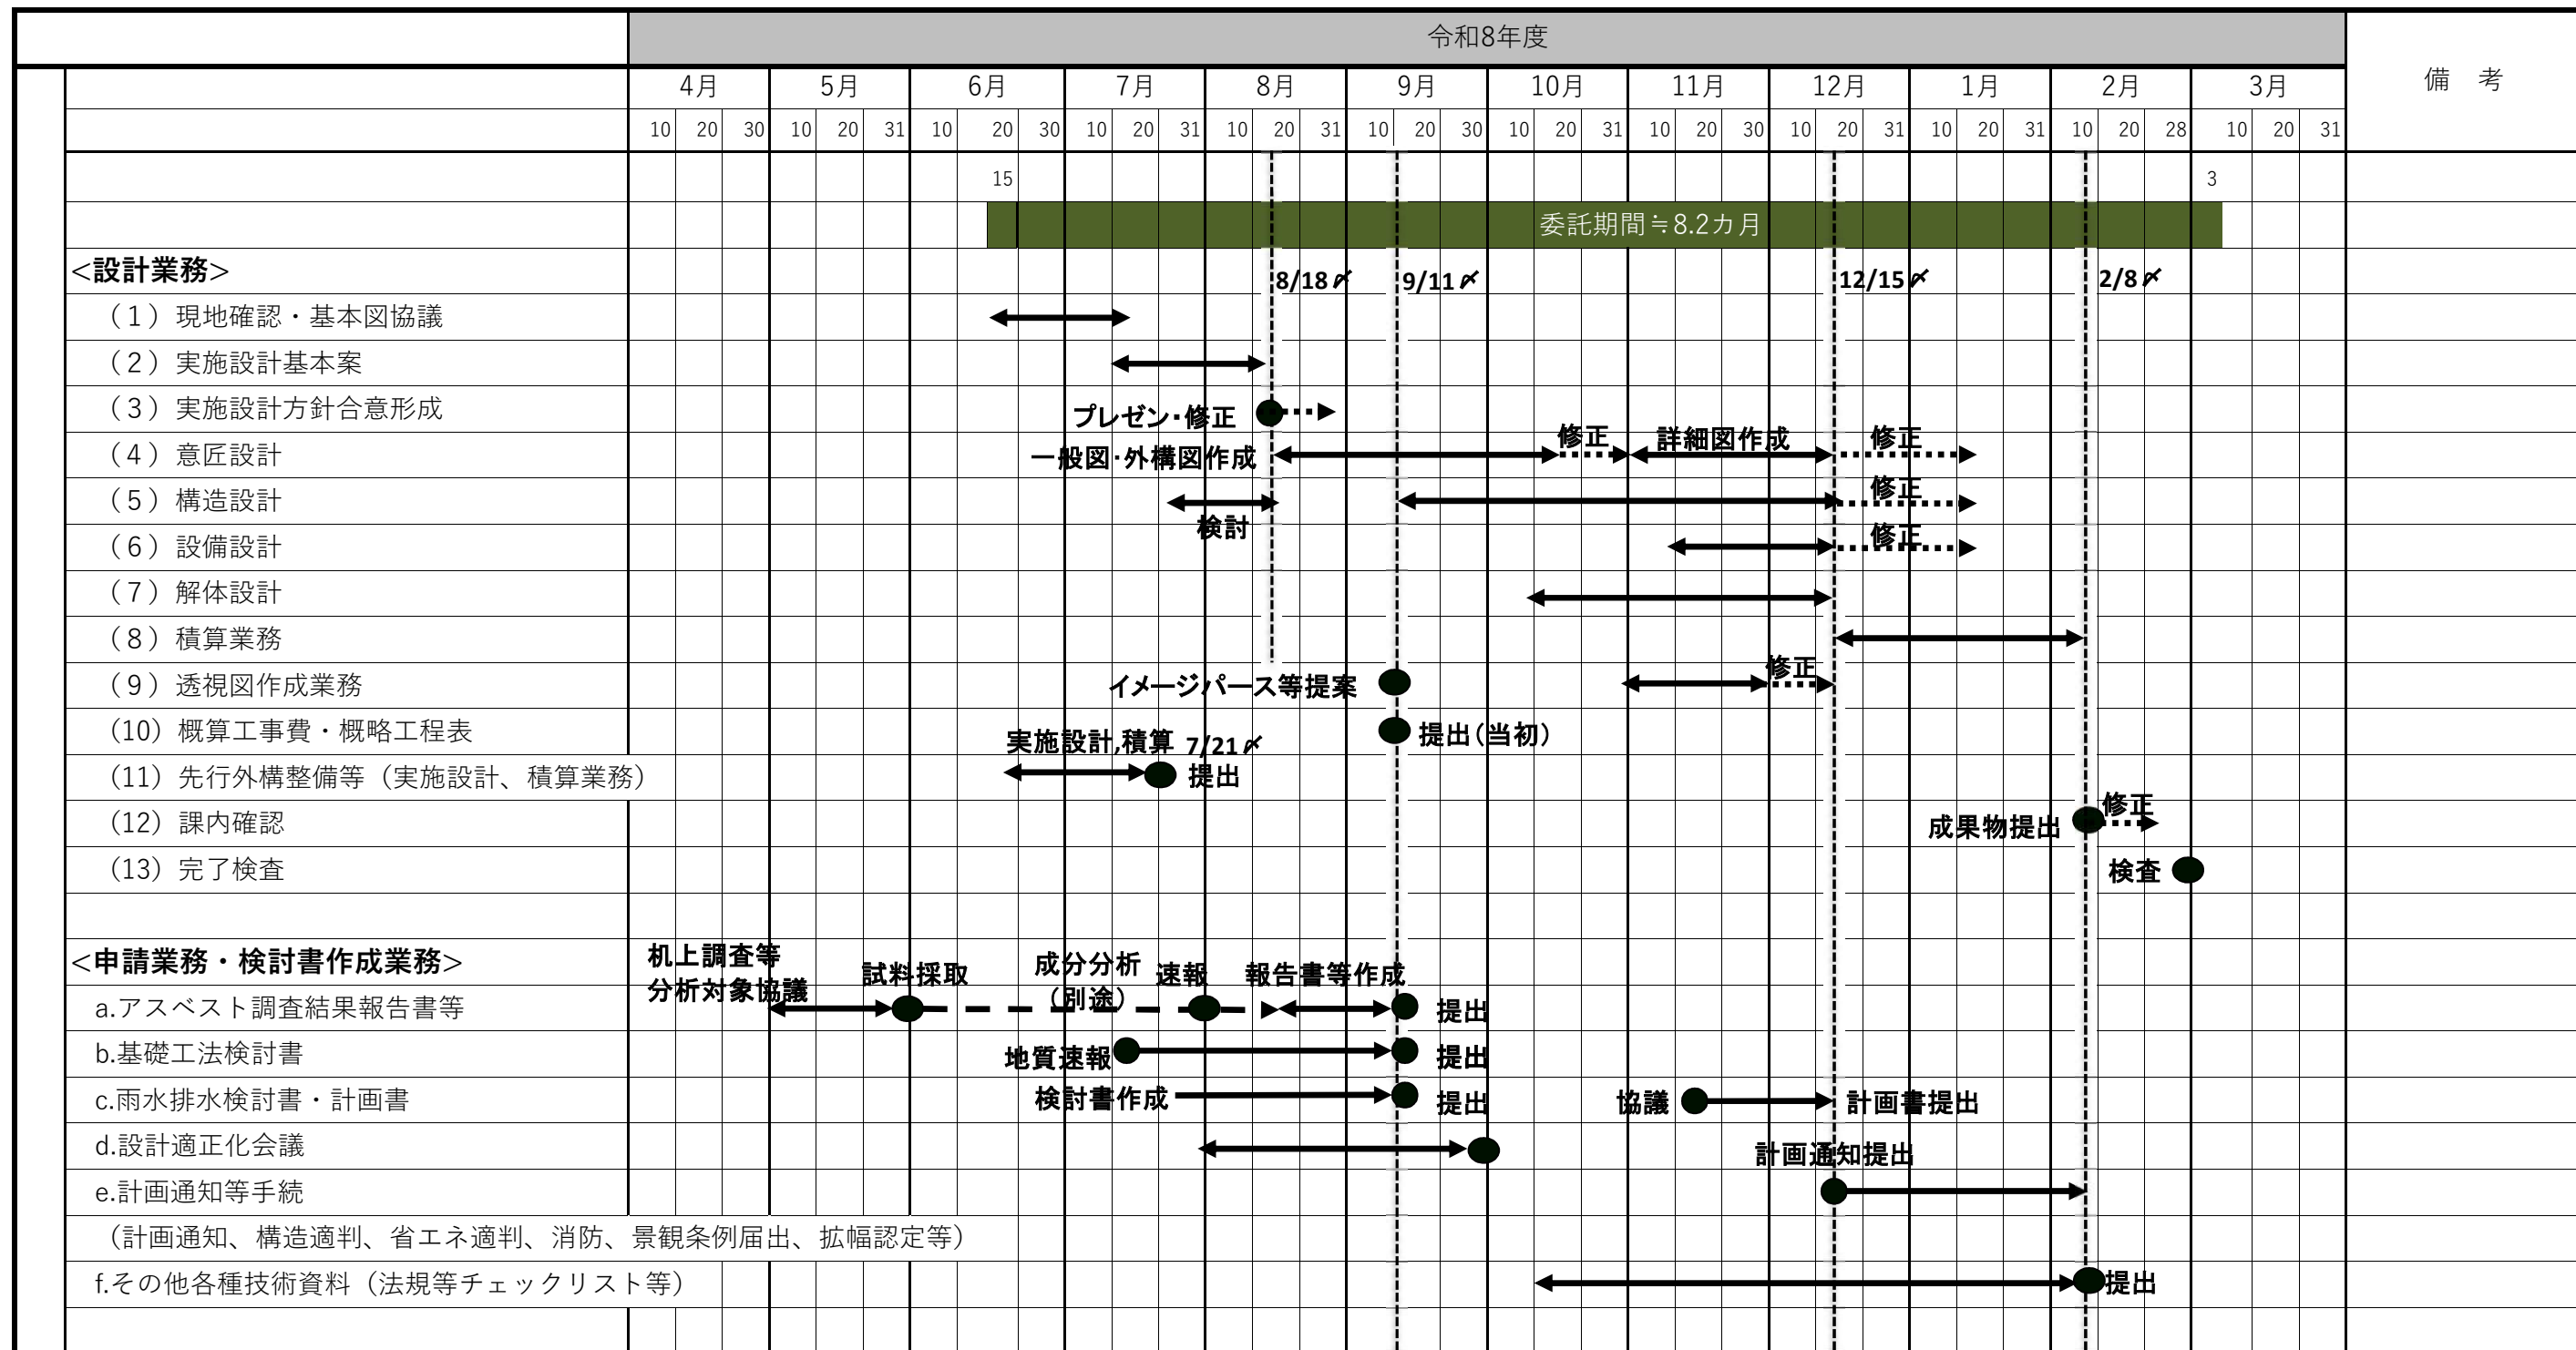 令和8年度
備　考
4月 5月 6月 7月 8月 9月 10月 11月 12月 1月 2月 3月
10 20 30 10 20 31 10 20 30 10 20 31 10 20 31 10 20 30 10 20 31 10 20 30 10 20 31 10 20 31 10 20 28 10 20 31
15 3
委託期間≒8.2カ月
<設計業務>
8/18〆 9/11〆 12/15〆 2/8〆
（1）現地確認・基本図協議
（2）実施設計基本案
（3）実施設計方針合意形成 プレゼン・修正
（4）意匠設計 一般図・外構図作成 修正 詳細図作成 修正
（5）構造設計 検討 修正
（6）設備設計 修正
（7）解体設計
（8）積算業務
（9）透視図作成業務 イメージパース等提案 修正
（10）概算工事費・概略工程表 提出（当初）
実施設計,積算 7/21〆
（11）先行外構整備等（実施設計、積算業務） 提出
（12）課内確認 成果物提出 修正
（13）完了検査 検査
<申請業務・検討書作成業務>
机上調査等
分析対象協議
試料採取
成分分析
（別途）
速報 報告書等作成
a.アスベスト調査結果報告書等 提出
b.基礎工法検討書 地質速報 提出
c.雨水排水検討書・計画書 検討書作成 提出 協議 計画書提出
d.設計適正化会議
計画通知提出
e.計画通知等手続
（計画通知、構造適判、省エネ適判、消防、景観条例届出、拡幅認定等）
f.その他各種技術資料（法規等チェックリスト等） 提出